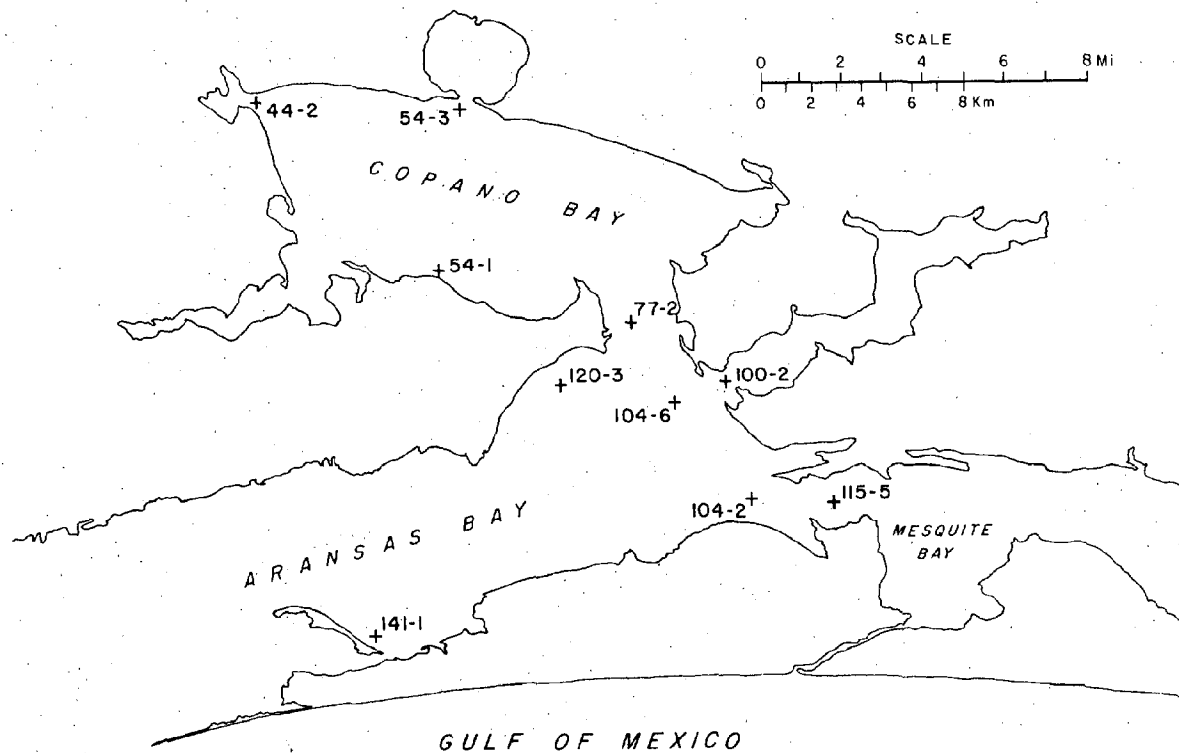 SCALE
0 2 4 6 8 Mi
0 2 4 6 8 Km
44-2
54-3
COPANO BAY
54-1
77-2
120-3
100-2
104-6
104-2
115-5
ARANSAS BAY
MESQUITE
BAY
141-1
GULF OF MEXICO